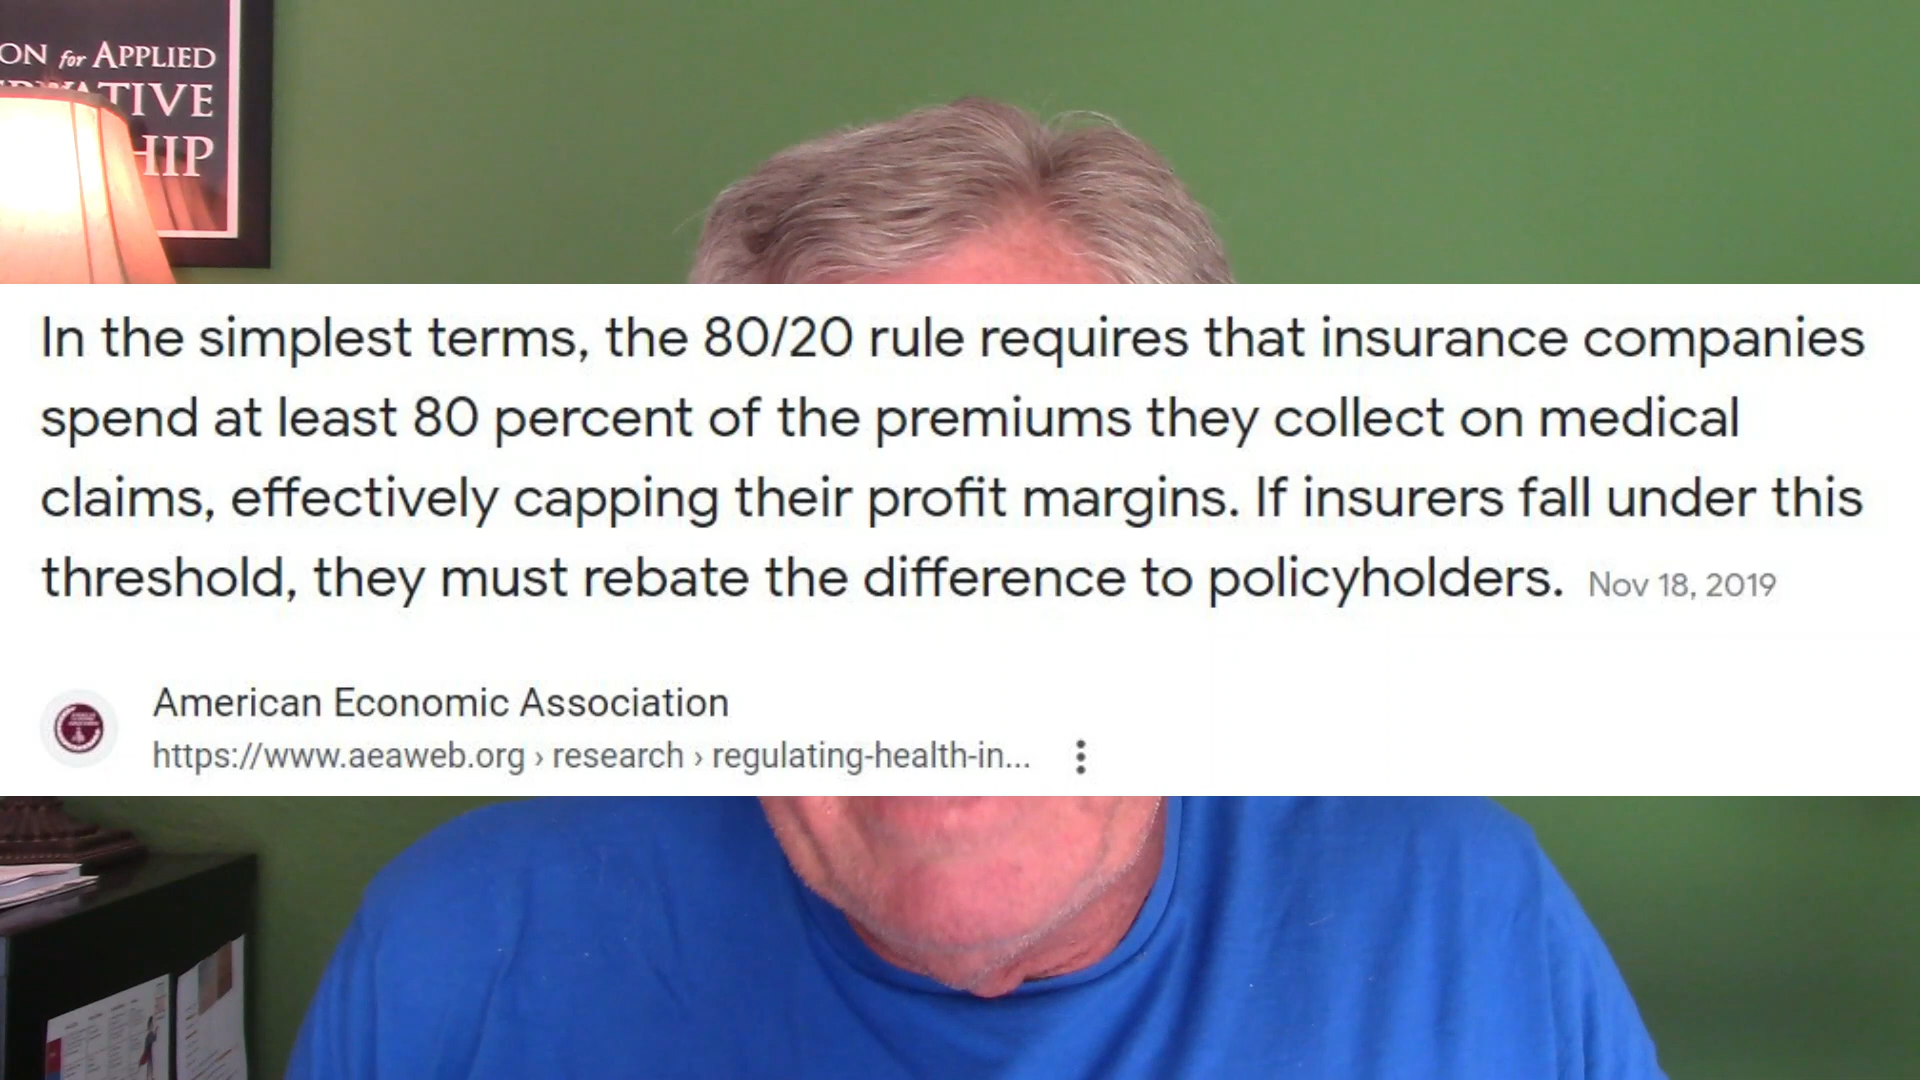 ON for APPLIED
TIVE
HIP
In the simplest terms, the 80/20 rule requires that insurance companies
spend at least 80 percent of the premiums they collect on medical
claims, effectively capping their profit margins. If insurers fall under this
threshold, they must rebate the difference to policyholders. Nov 18, 2019
American Economic Association
https://www.aeaweb.org › research › regulating-health-in...